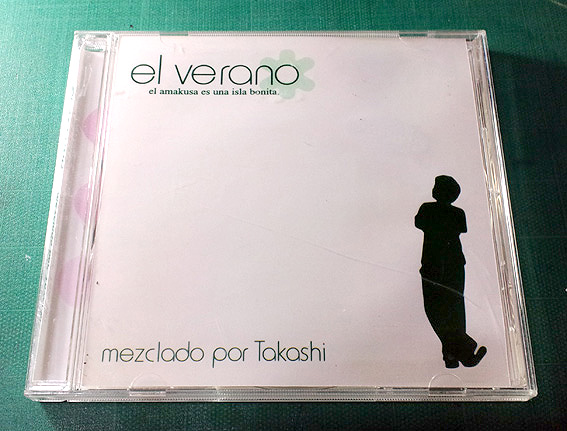 el verano
el amakusa es una isla bonita.
mezclado por Takashi